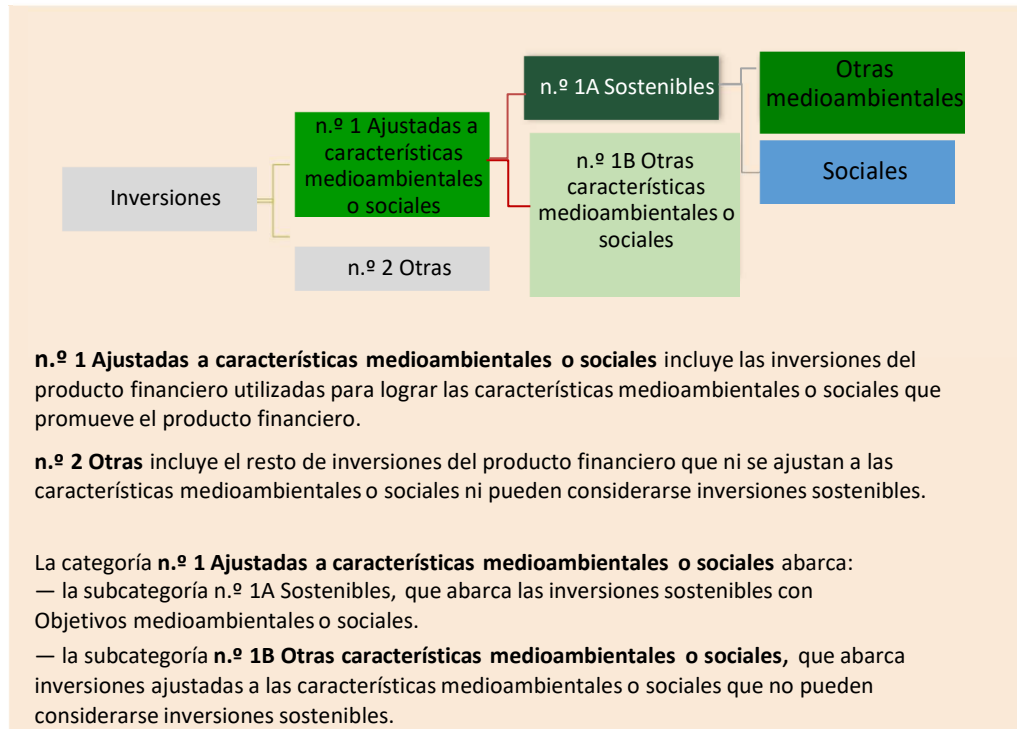 Inversiones
n.º 1 Ajustadas a
características
medioambientales
o sociales
n.º 2 Otras
n.º 1A Sostenibles
n.º 1B Otras
características
medioambientales o
sociales
Otras
medioambientales
Sociales
n.º 1 Ajustadas a características medioambientales o sociales incluye las inversiones del
producto financiero utilizadas para lograr las características medioambientales o sociales que
promueve el producto financiero.
n.º 2 Otras incluye el resto de inversiones del producto financiero que ni se ajustan a las
características medioambientales o sociales ni pueden considerarse inversiones sostenibles.
La categoría n.º 1 Ajustadas a características medioambientales o sociales abarca:
— la subcategoría n.º 1A Sostenibles, que abarca las inversiones sostenibles con
Objetivos medioambientales o sociales.
— la subcategoría n.º 1B Otras características medioambientales o sociales, que abarca
inversiones ajustadas a las características medioambientales o sociales que no pueden
considerarse inversiones sostenibles.